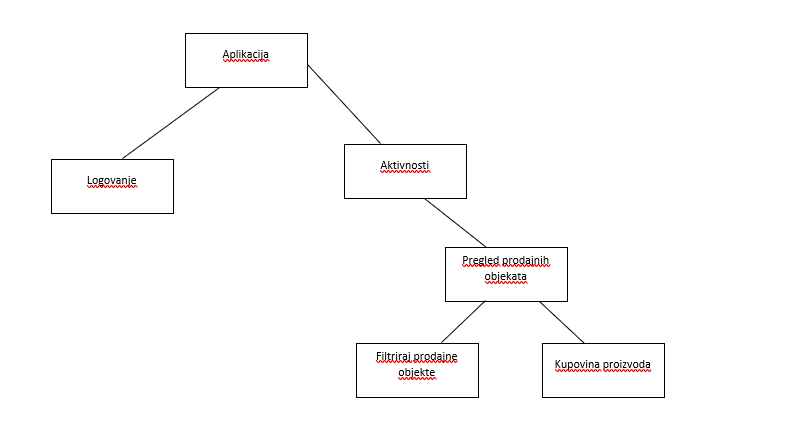 Aplikacija
Logovanje
Aktivnosti
Pregled prodajnih
objekata
Filtriraj prodajne
objekte
Kupovina proizvoda